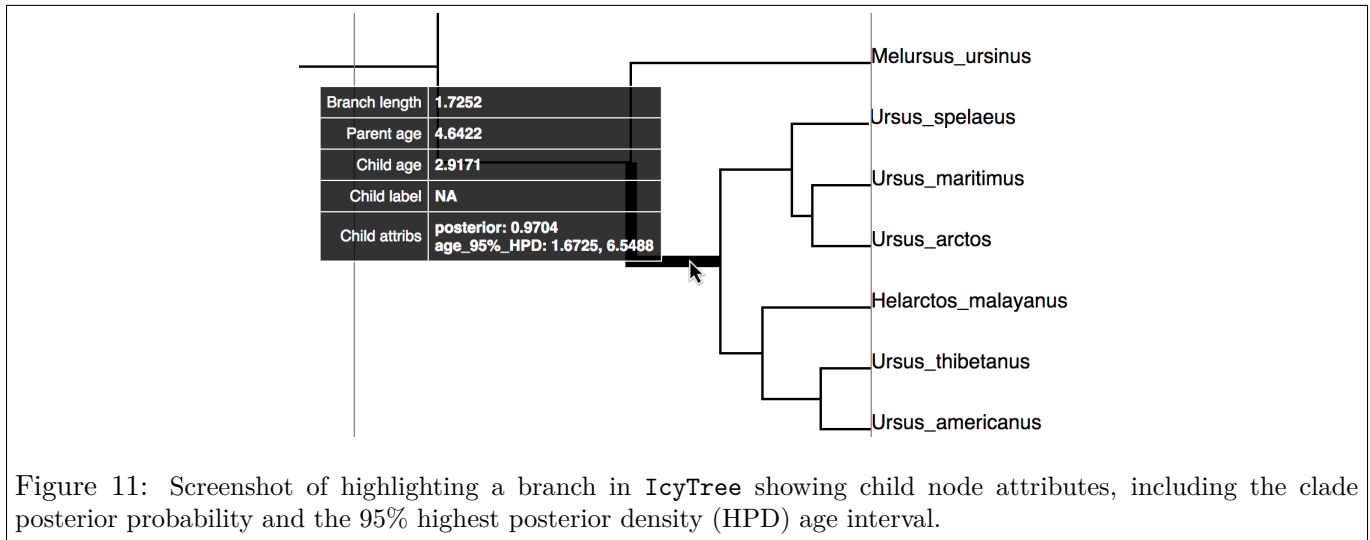 Melursus_ursinus
Branch length 1.7252
Parent age 4.6422
Child age 2.9171
Child label NA
Child attribs posterior: 0.9704
age_95%_HPD: 1.6725, 6.5488
Ursus_spelaeus
Ursus_maritimus
Ursus_arctos
Helarctos_malayanus
Ursus_thibetanus
Ursus_americanus
Figure 11: Screenshot of highlighting a branch in IcyTree showing child node attributes, including the clade
posterior probability and the 95% highest posterior density (HPD) age interval.